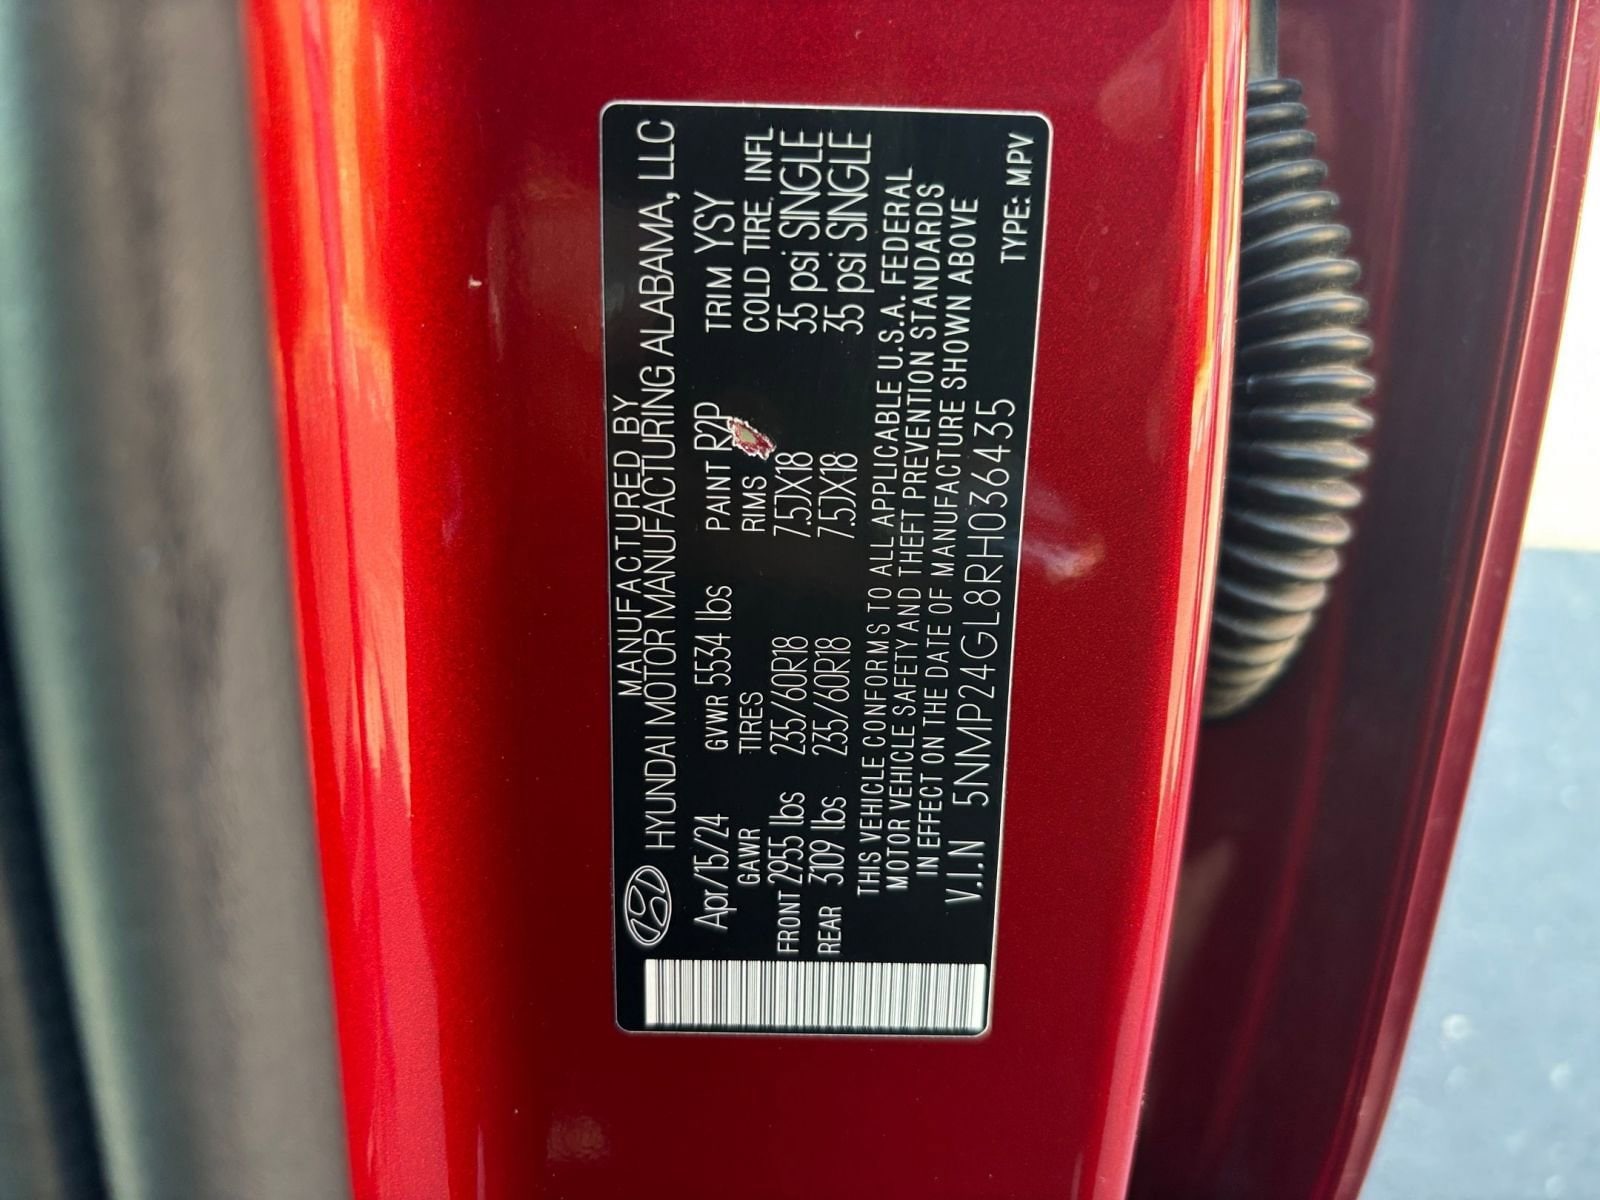 MANUFACTURED BY
HYUNDAI MOTOR MANUFACTURING ALABAMA, LLC
Apr/15/24 GVWR 5534 lbs PAINT R2P TRIM YSY
GAWR TIRES RIMS COLD TIRE. INFL
FRONT 2955 lbs 235/60R18 7.5JX18 35 psi SINGLE
REAR 3109 lbs 235/60R18 7.5JX18 35 psi SINGLE
THIS VEHICLE CONFORMS TO ALL APPLICABLE U.S.A. FEDERAL
MOTOR VEHICLE SAFETY AND THEFT PREVENTION STANDARDS
IN EFFECT ON THE DATE OF MANUFACTURE SHOWN ABOVE
V.I.N 5NMP24GL8RH036435 TYPE: MPV